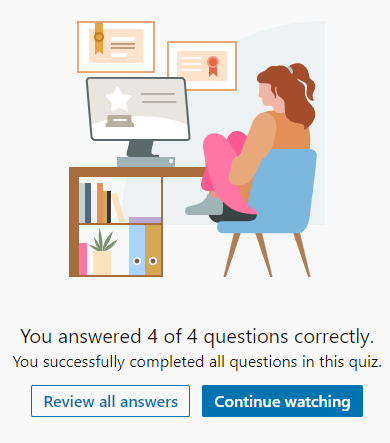 You answered 4 of 4 questions correctly.
You successfully completed all questions in this quiz.
Review all answers
Continue watching